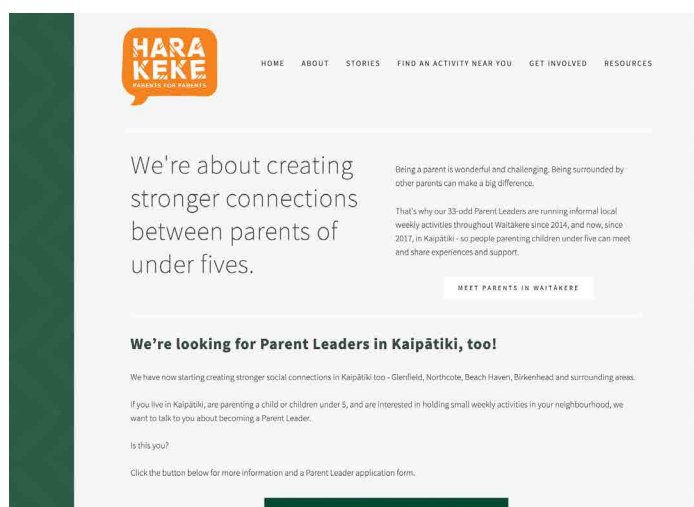 HARA
KEKE
PARENTS FOR PARENTS
HOME ABOUT STORIES FIND AN ACTIVITY NEAR YOU GET INVOLVED RESOURCES
We're about creating
stronger connections
between parents of
under fives.
Being a parent is wonderful and challenging. Being surrounded by
other parents can make a big difference.
That's why our 33-odd Parent Leaders are running informal local
weekly activities throughout Waitākere since 2014, and now, since
2017, in Kaipātiki - so people parenting children under five can meet
and share experiences and support.
MEET PARENTS IN WAITĀKERE
We're looking for Parent Leaders in Kaipātiki, too!
We have now starting creating stronger social connections in Kaipātiki too - Glenfield, Northcote, Beach Haven, Birkenhead and surrounding areas.
If you live in Kaipātiki, are parenting a child or children under 5, and are interested in holding small weekly activities in your neighbourhood, we
want to talk to you about becoming a Parent Leader.
Is this you?
Click the button below for more information and a Parent Leader application form.